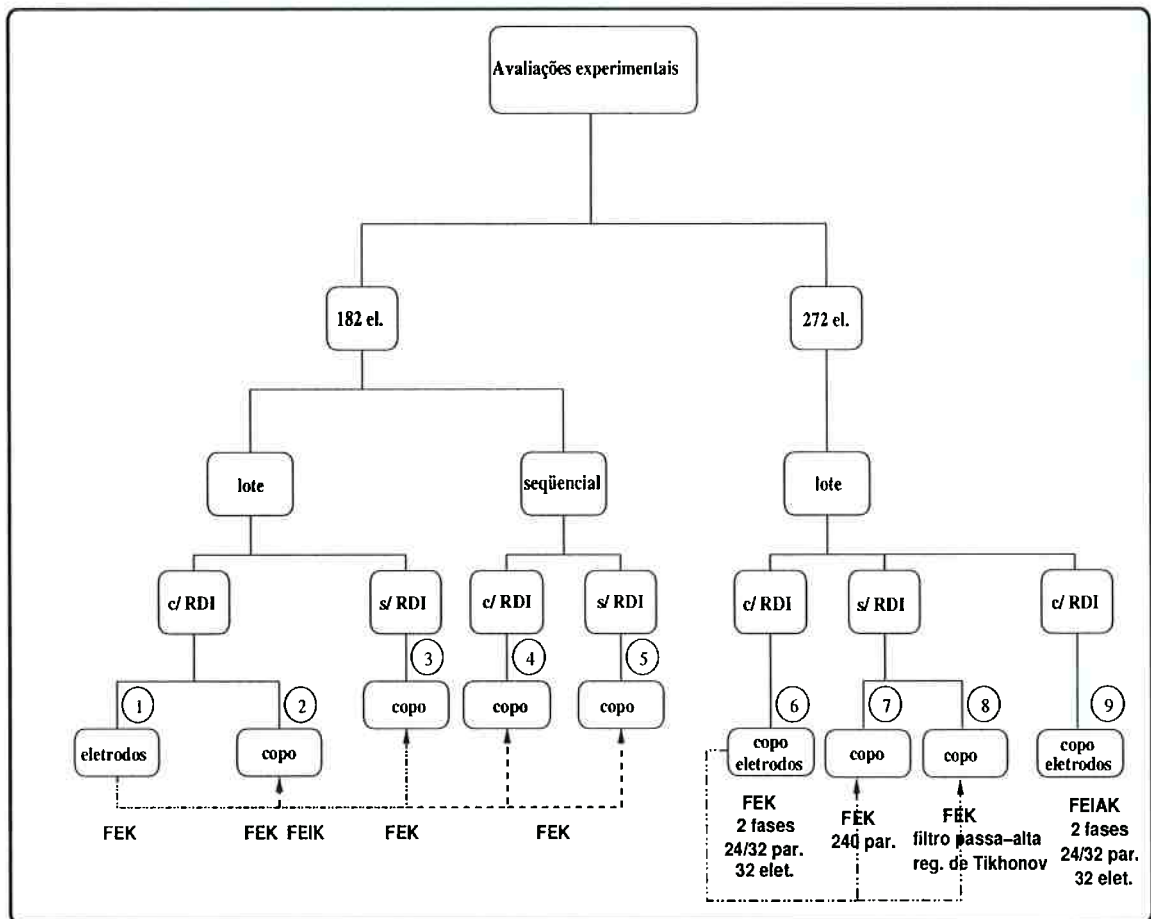 Avaliações experimentais
182 el.
272 el.
lote
seqüencial
lote
c/ RDI
s/ RDI
c/ RDI
s/ RDI
c/ RDI
s/ RDI
c/ RDI
1
2
3
4
5
6
7
8
9
eletrodos
copo
copo
copo
copo
copo
eletrodos
copo
copo
copo
eletrodos
FEK
FEK FEIK
FEK
FEK
FEK
2 fases
24/32 par.
32 elet.
FEK
240 par.
FEK
filtro passa–alta
reg. de Tikhonov
FEIAK
2 fases
24/32 par.
32 elet.